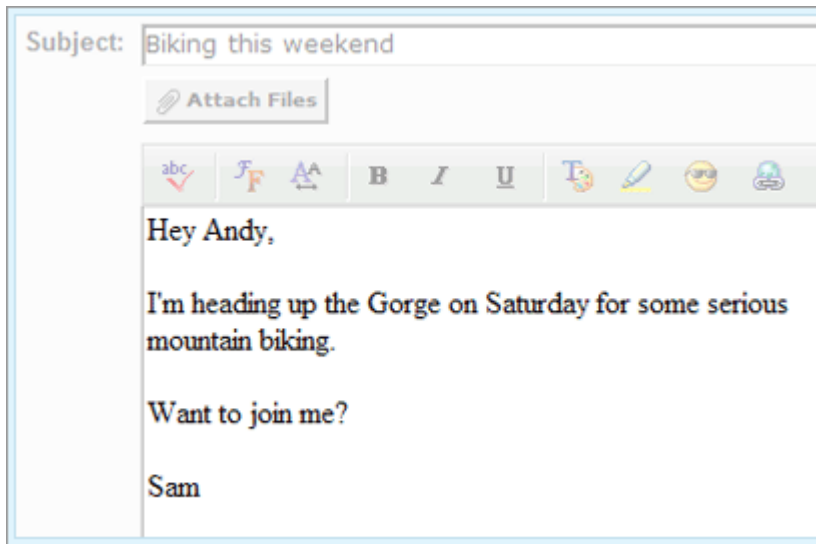 Subject: Biking this weekend
Attach Files
abc F F A A B I U T
Hey Andy,
I'm heading up the Gorge on Saturday for some serious
mountain biking.
Want to join me?
Sam